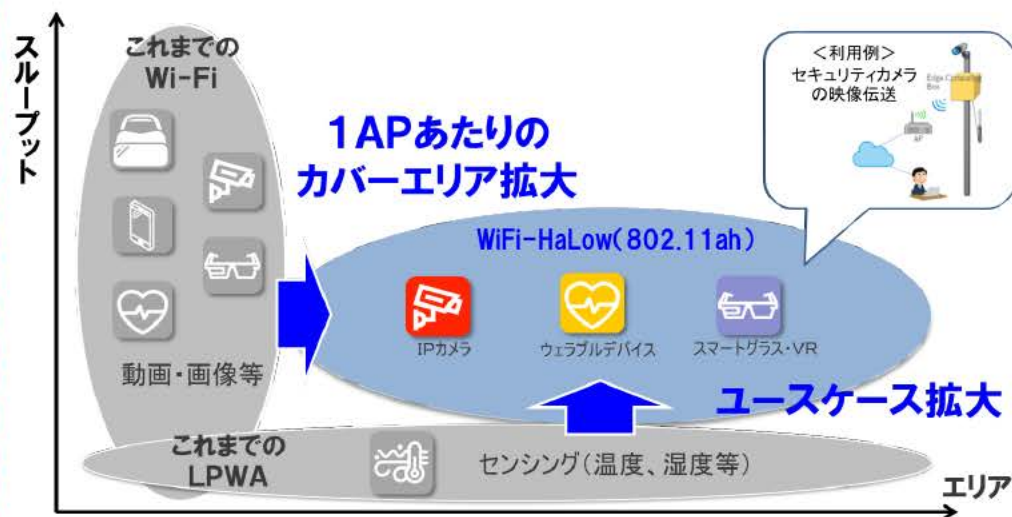 スループット
これまでの
Wi-Fi
動画・画像等
1APあたりの
カバーエリア拡大
<利用例>
セキュリティカメラ
の映像伝送
Edge Computing
Box
AP
WiFi-HaLow(802.11ah)
IPカメラ
ウェラブルデバイス
スマートグラス・VR
ユースケース拡大
これまでの
LPWA
センシング(温度、湿度等)
エリア